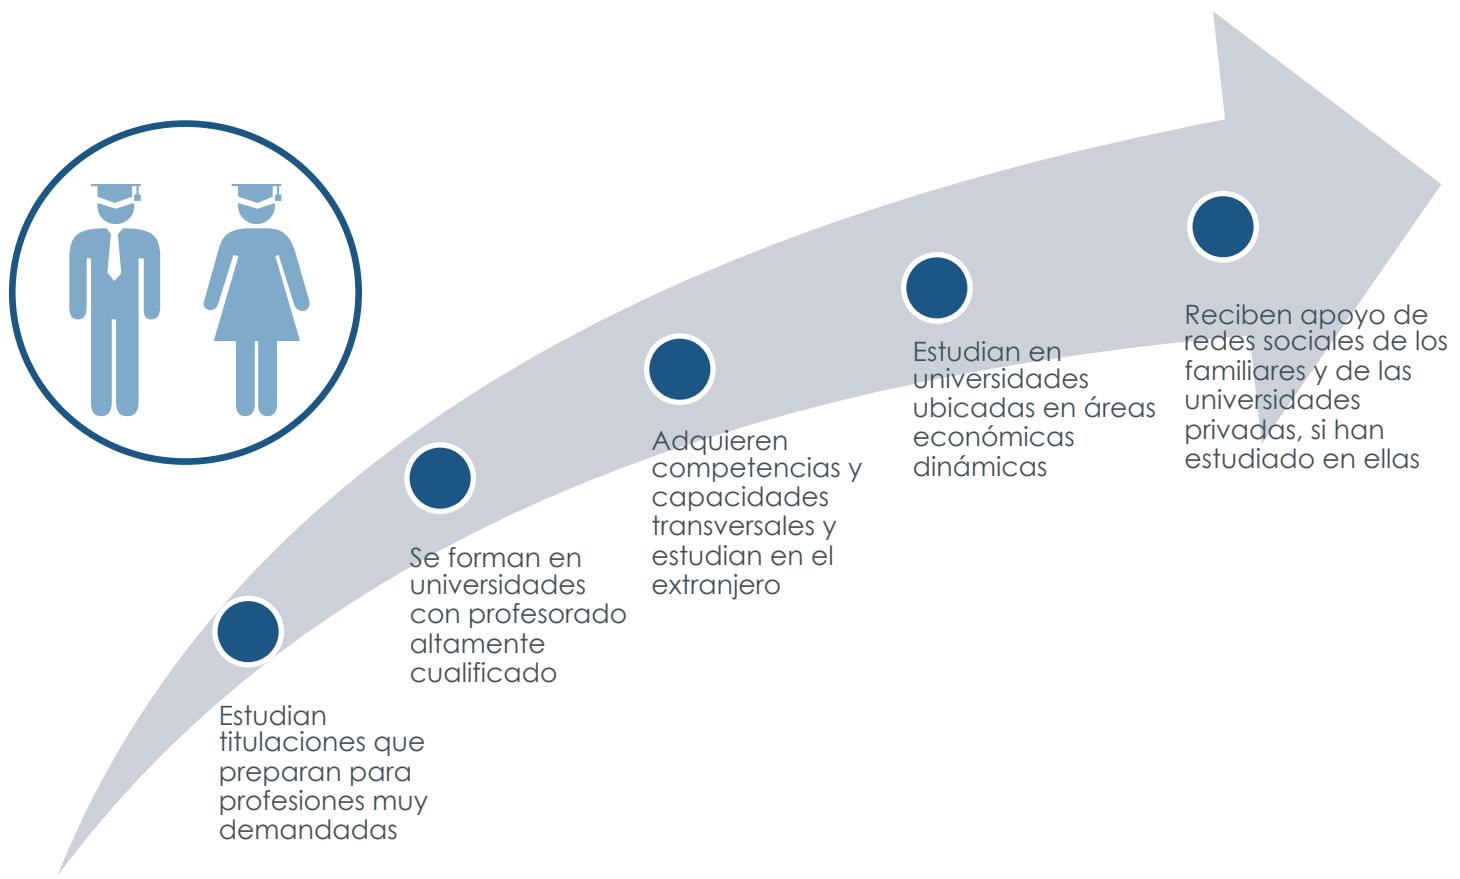 Estudian
titulaciones que
preparan para
profesiones muy
demandadas
Se forman en
universidades
con profesorado
altamente
cualificado
Adquieren
competencias y
capacidades
transversales y
estudian en el
extranjero
Estudian en
universidades
ubicadas en áreas
económicas
dinámicas
Reciben apoyo de
redes sociales de los
familiares y de las
universidades
privadas, si han
estudiado en ellas